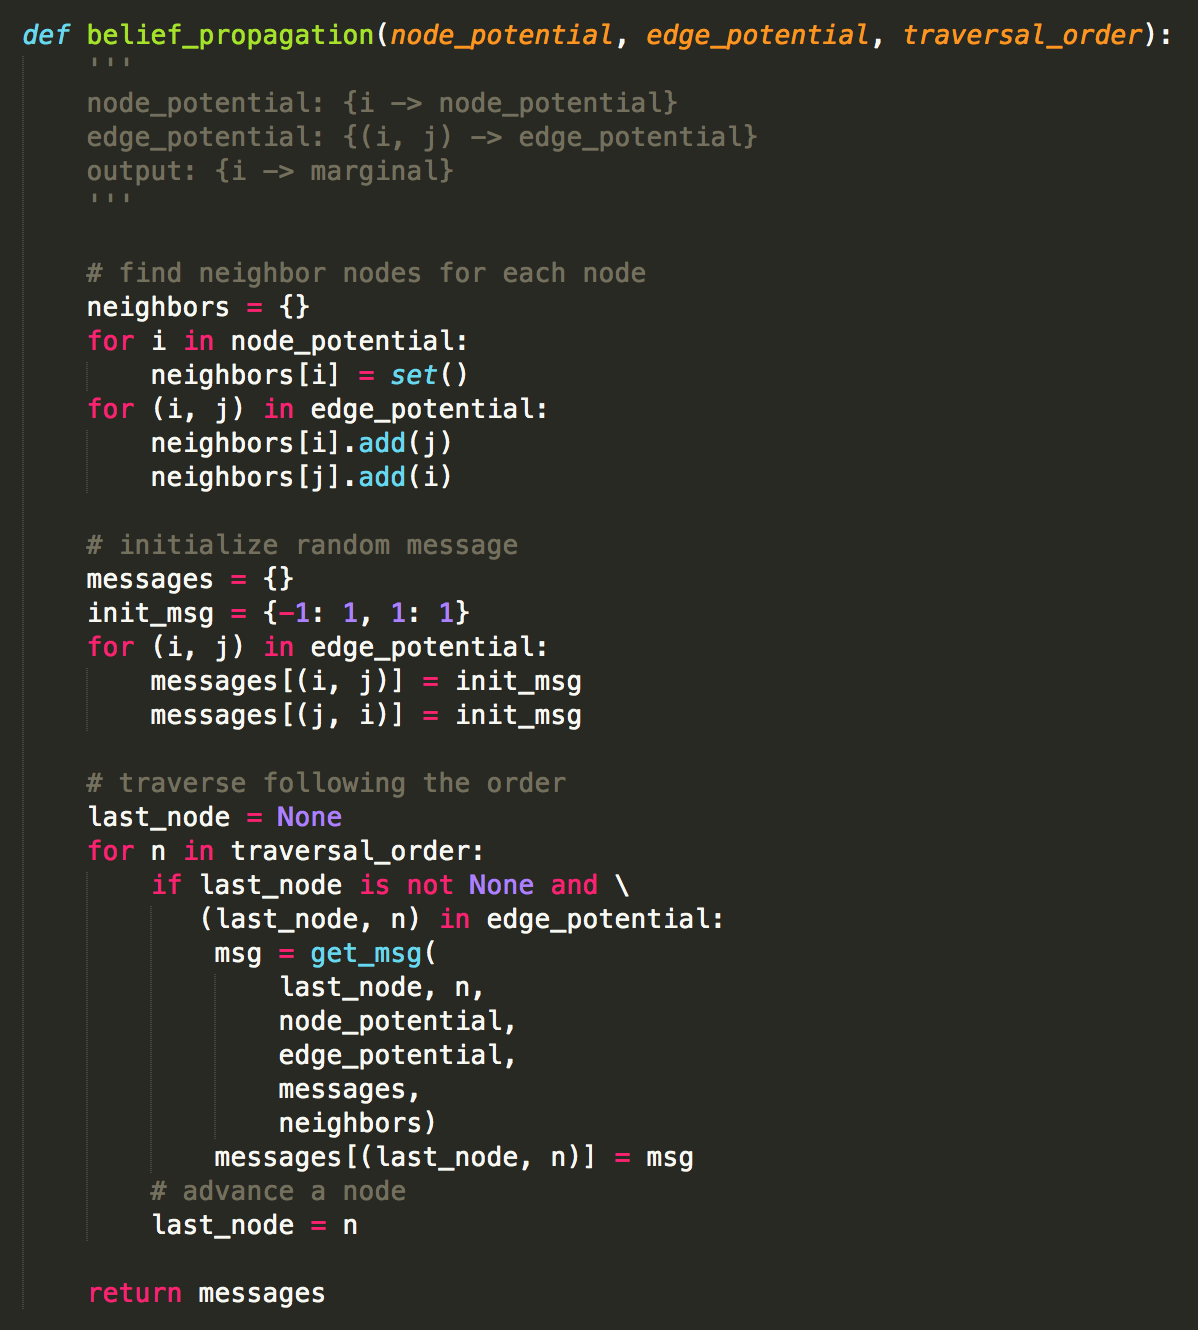 def belief_propagation(node_potential, edge_potential, traversal_order):
    '''
    node_potential: {i -> node_potential}
    edge_potential: {(i, j) -> edge_potential}
    output: {i -> marginal}
    '''

    # find neighbor nodes for each node
    neighbors = {}
    for i in node_potential:
        neighbors[i] = set()
    for (i, j) in edge_potential:
        neighbors[i].add(j)
        neighbors[j].add(i)

    # initialize random message
    messages = {}
    init_msg = {-1: 1, 1: 1}
    for (i, j) in edge_potential:
        messages[(i, j)] = init_msg
        messages[(j, i)] = init_msg

    # traverse following the order
    last_node = None
    for n in traversal_order:
        if last_node is not None and \
           (last_node, n) in edge_potential:
            msg = get_msg(
                last_node, n,
                node_potential,
                edge_potential,
                messages,
                neighbors)
            messages[(last_node, n)] = msg
        # advance a node
        last_node = n

    return messages